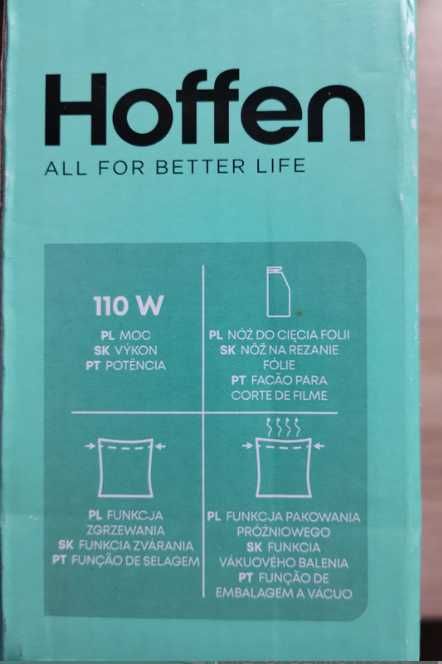 Hoffen
ALL FOR BETTER LIFE
110 W
PL MOC
SK VÝKON
PT POTÊNCIA
PL NÓŻ DO CIĘCIA FOLII
SK NÔŽ NA REZANIE
FÓLIE
PT FACÃO PARA
CORTE DE FILME
PL FUNKCJA
ZGRZEWANIA
SK FUNKCIA ZVÁRANIA
PT FUNÇÃO DE SELAGEM
PL FUNKCJA PAKOWANIA
PRÓŻNIOWEGO
SK FUNKCIA
VÁKUOVÉHO BALENIA
PT FUNÇÃO DE
EMBALAGEM A VÁCUO